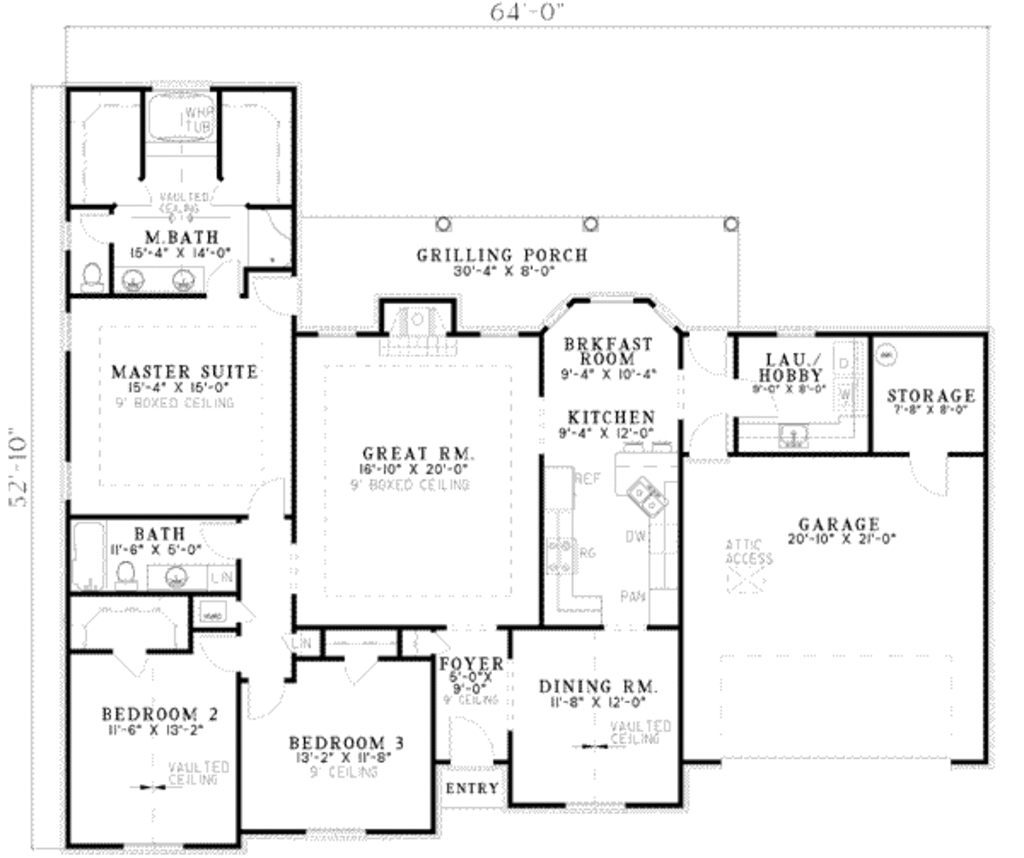 64'-0"
WHP
TUB
VAULTED
CEILING
M.BATH
15'-4" X 14'-0"
GRILLING PORCH
30'-4" X 8'-0"
MASTER SUITE
15'-4" X 15'-0"
9' BOXED CEILING
BRKFAST
ROOM
9'-4" X 10'-4"
LAU./
HOBBY
9'-0" X 8'-0"
D
W
STORAGE
7'-8" X 8'-0"
KITCHEN
9'-4" X 12'-0"
GREAT RM.
16'-10" X 20'-0"
9' BOXED CEILING
52'-10"
REF
DW
RG
PAN
GARAGE
20'-10" X 21'-0"
ATTIC
ACCESS
BATH
11'-6" X 5'-0"
LIN
LIN
FOYER
5'-0"X
9'-0"
9' CEILING
DINING RM.
11'-8" X 12'-0"
VAULTED
CEILING
BEDROOM 2
11'-6" X 13'-2"
VAULTED
CEILING
BEDROOM 3
13'-2" X 11'-8"
9' CEILING
ENTRY